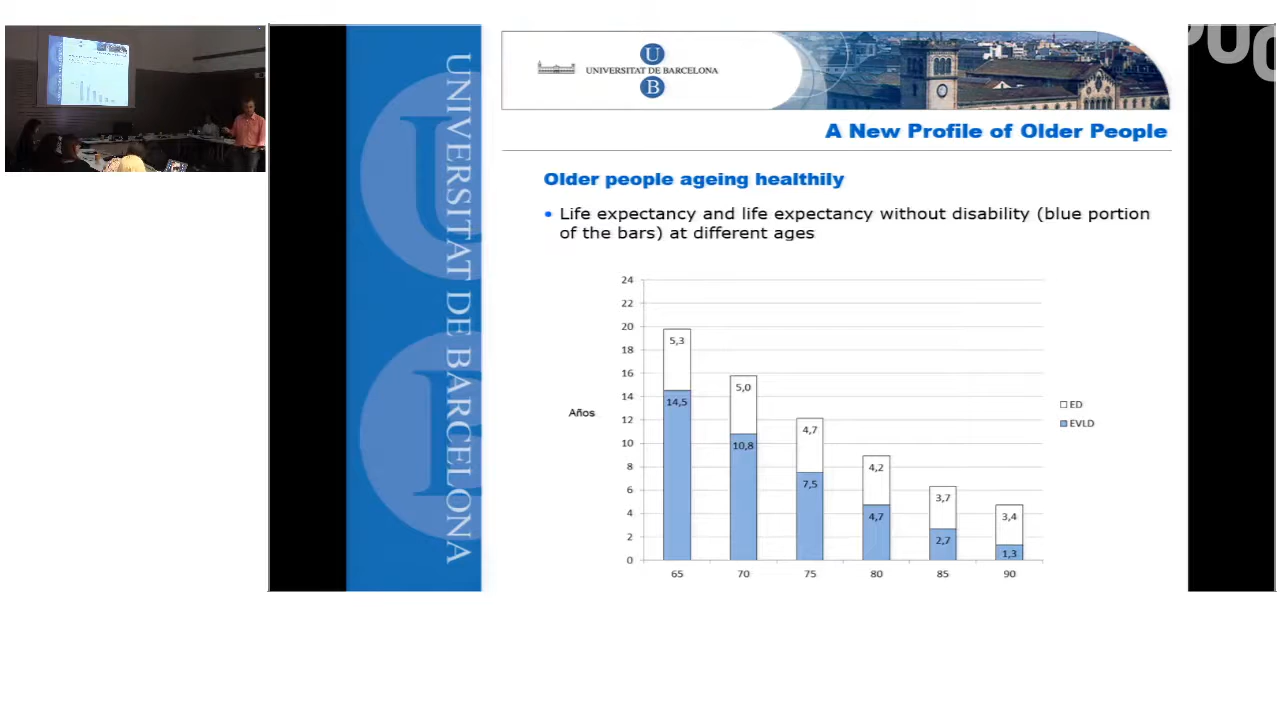 UNIVERSITAT DE BARCELONA
U
UNIVERSITAT DE BARCELONA
B
A New Profile of Older People
Older people ageing healthily
• Life expectancy and life expectancy without disability (blue portion
of the bars) at different ages
Años
24
22
20
18
16
14
12
10
8
6
4
2
0
5,3
14,5
5,0
10,8
4,7
7,5
4,2
4,7
3,7
2,7
3,4
1,3
65
70
75
80
85
90
ED
EVLD